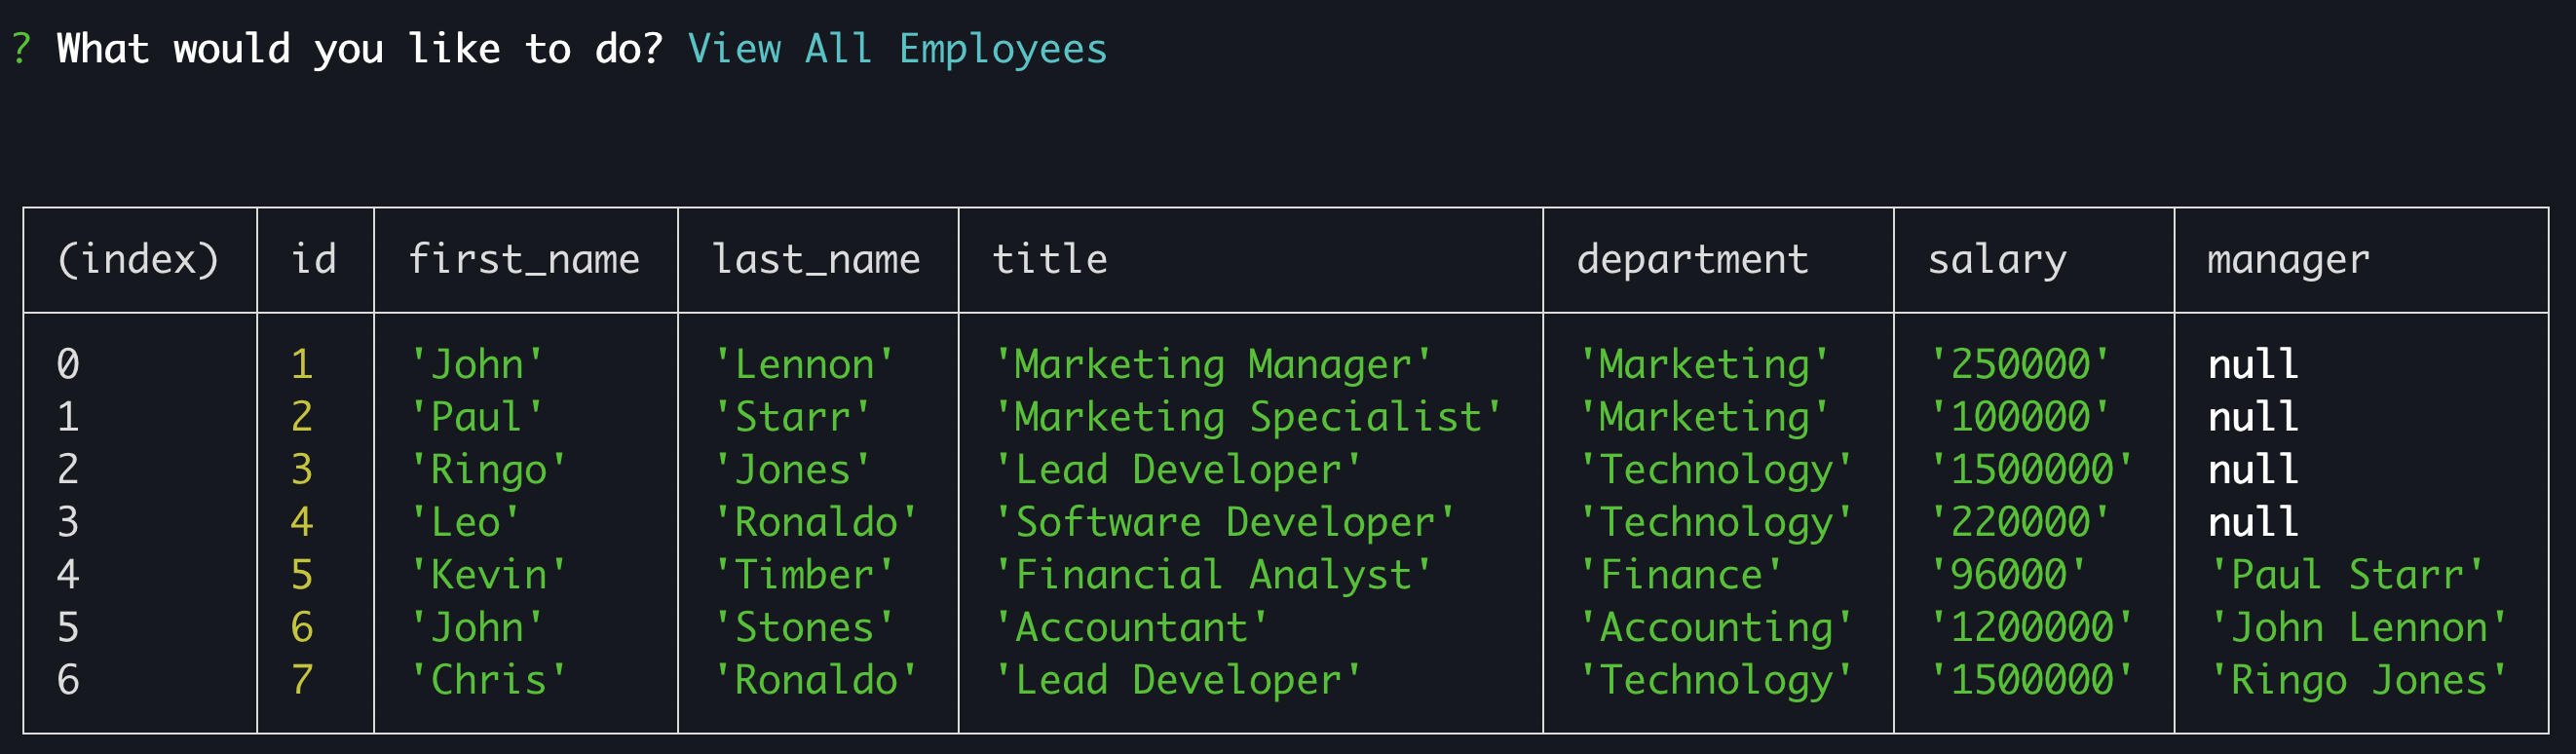 ? What would you like to do? View All Employees
(index) id first_name last_name title department salary manager
0 1 'John' 'Lennon' 'Marketing Manager' 'Marketing' '250000' null
1 2 'Paul' 'Starr' 'Marketing Specialist' 'Marketing' '100000' null
2 3 'Ringo' 'Jones' 'Lead Developer' 'Technology' '1500000' null
3 4 'Leo' 'Ronaldo' 'Software Developer' 'Technology' '220000' null
4 5 'Kevin' 'Timber' 'Financial Analyst' 'Finance' '96000' 'Paul Starr'
5 6 'John' 'Stones' 'Accountant' 'Accounting' '1200000' 'John Lennon'
6 7 'Chris' 'Ronaldo' 'Lead Developer' 'Technology' '1500000' 'Ringo Jones'